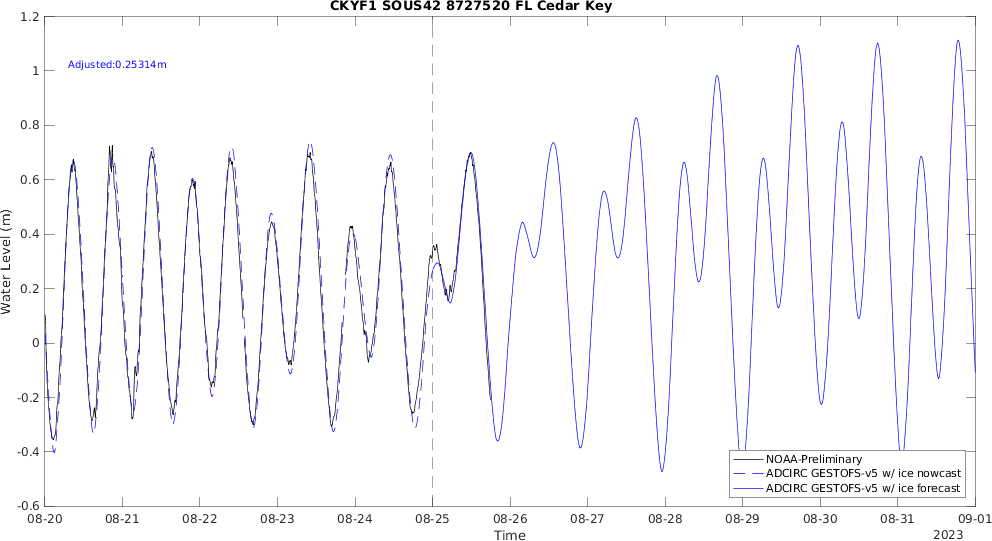 CKYF1 SOUS42 8727520 FL Cedar Key
1.2
1
0.8
0.6
0.4
0.2
0
-0.2
-0.4
-0.6
Water Level (m)
Adjusted:0.25314m
NOAA-Preliminary
ADCIRC GESTOFS-v5 w/ ice nowcast
ADCIRC GESTOFS-v5 w/ ice forecast
08-20 08-21 08-22 08-23 08-24 08-25 08-26 08-27 08-28 08-29 08-30 08-31 09-01
Time
2023